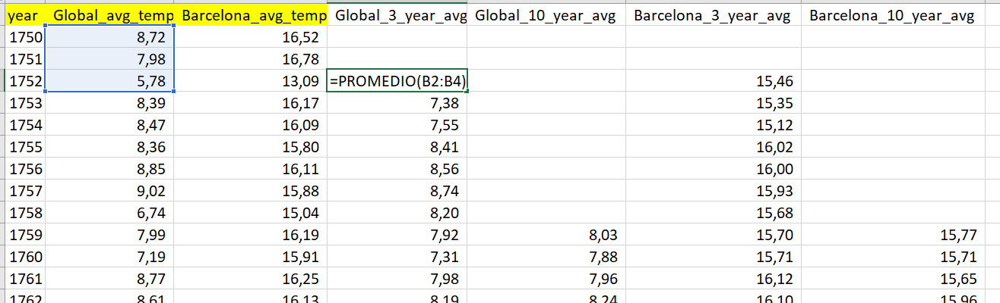 year Global_avg_temp Barcelona_avg_temp Global_3_year_avg Global_10_year_avg Barcelona_3_year_avg Barcelona_10_year_avg
1750 8,72 16,52
1751 7,98 16,78
1752 5,78 13,09 =PROMEDIO(B2:B4) 15,46
1753 8,39 16,17 7,38 15,35
1754 8,47 16,09 7,55 15,12
1755 8,36 15,80 8,41 16,02
1756 8,85 16,11 8,56 16,00
1757 9,02 15,88 8,74 15,93
1758 6,74 15,04 8,20 15,68
1759 7,99 16,19 7,92 8,03 15,70 15,77
1760 7,19 15,91 7,31 7,88 15,71 15,71
1761 8,77 16,25 7,98 7,96 16,12 15,65
1762 8,61 16,13 8,19 8,24 16,10 15,96